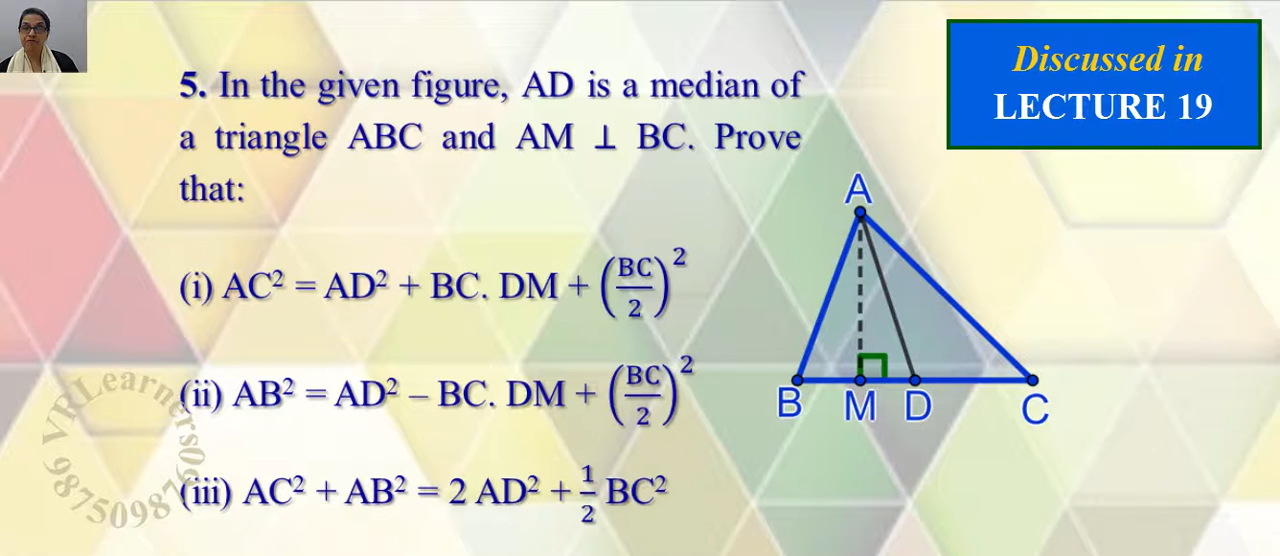 5. In the given figure, AD is a median of
a triangle ABC and AM ⊥ BC. Prove
that:
(i) AC² = AD² + BC. DM + (BC/2)²
(ii) AB² = AD² – BC. DM + (BC/2)²
(iii) AC² + AB² = 2 AD² + 1/2 BC²
Discussed in
LECTURE 19
A
B M D C
VRLearners
9875098750